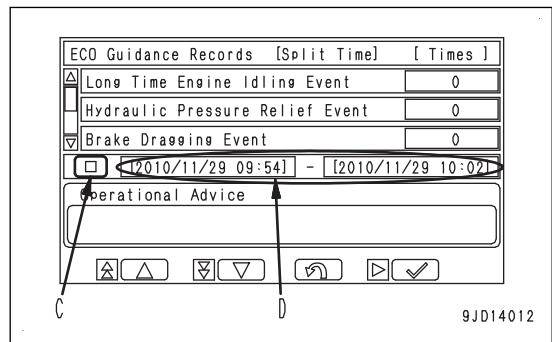 ECO Guidance Records [Split Time] [ Times ]
Long Time Engine Idling Event 0
Hydraulic Pressure Relief Event 0
Brake Dragging Event 0
[2010/11/29 09:54] - [2010/11/29 10:02]
Operational Advice
C D
9JD14012